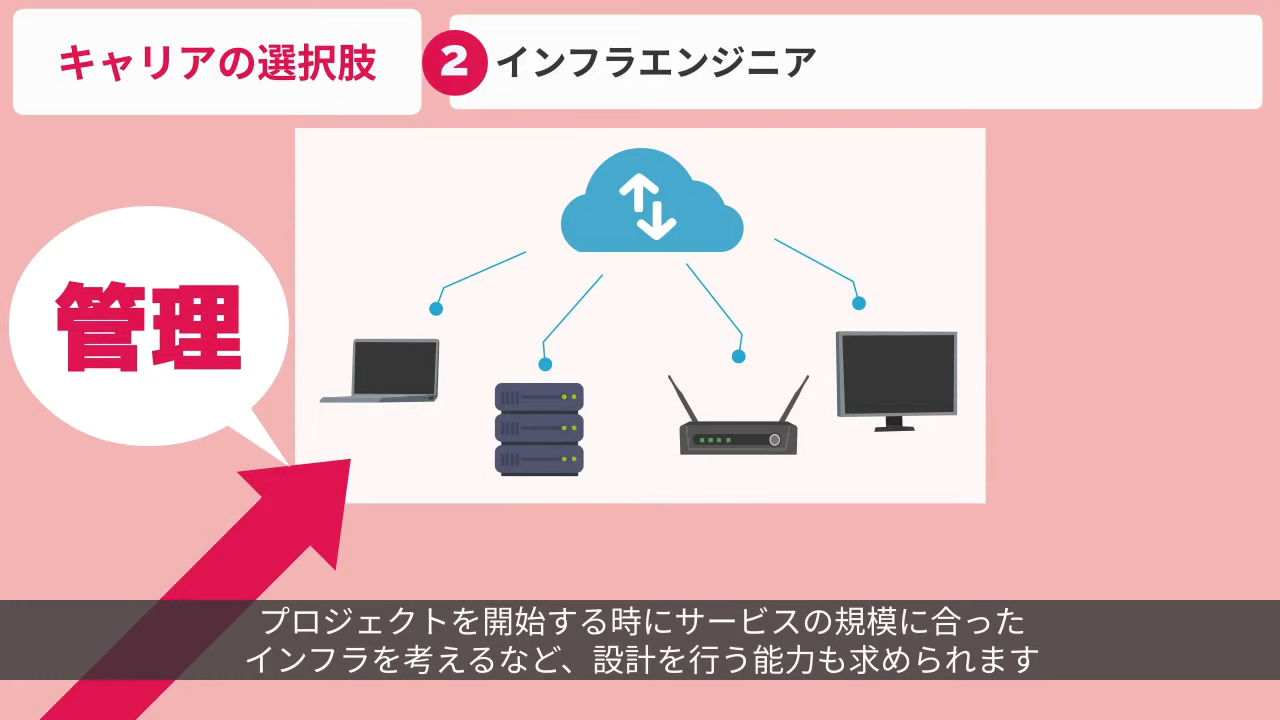 キャリアの選択肢
2 インフラエンジニア
管理
プロジェクトを開始する時にサービスの規模に合った
インフラを考えるなど、設計を行う能力も求められます